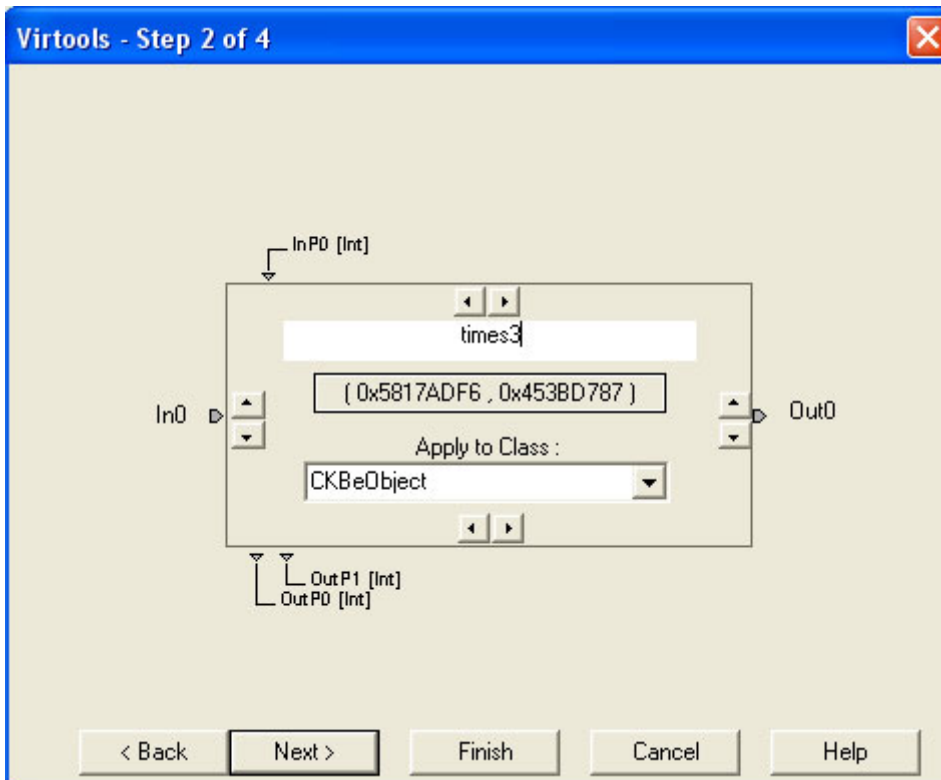 Virtools - Step 2 of 4
InP0 [Int]
times3
( 0x5817ADF6 , 0x453BD787 )
In0
Out0
Apply to Class :
CKBeObject
OutP1 [Int]
OutP0 [Int]
< Back
Next >
Finish
Cancel
Help